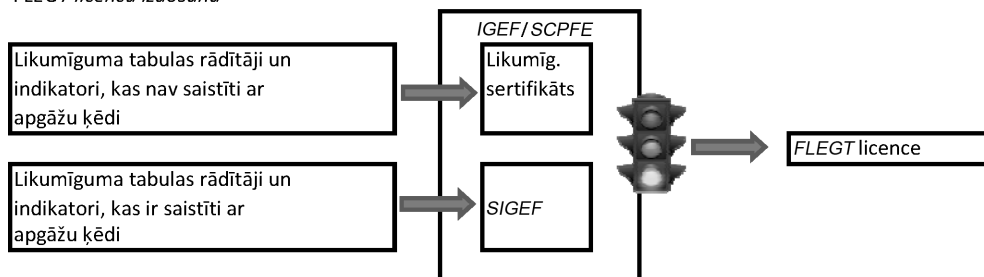 FLEGT licenču izdošana
IGEF/SCPFE
Likumīguma tabulas rādītāji un
indikatori, kas nav saistīti ar
apgāžu ķēdi
Likumīg.
sertifikāts
FLEGT licence
Likumīguma tabulas rādītāji un
indikatori, kas ir saistīti ar
apgāžu ķēdi
SIGEF